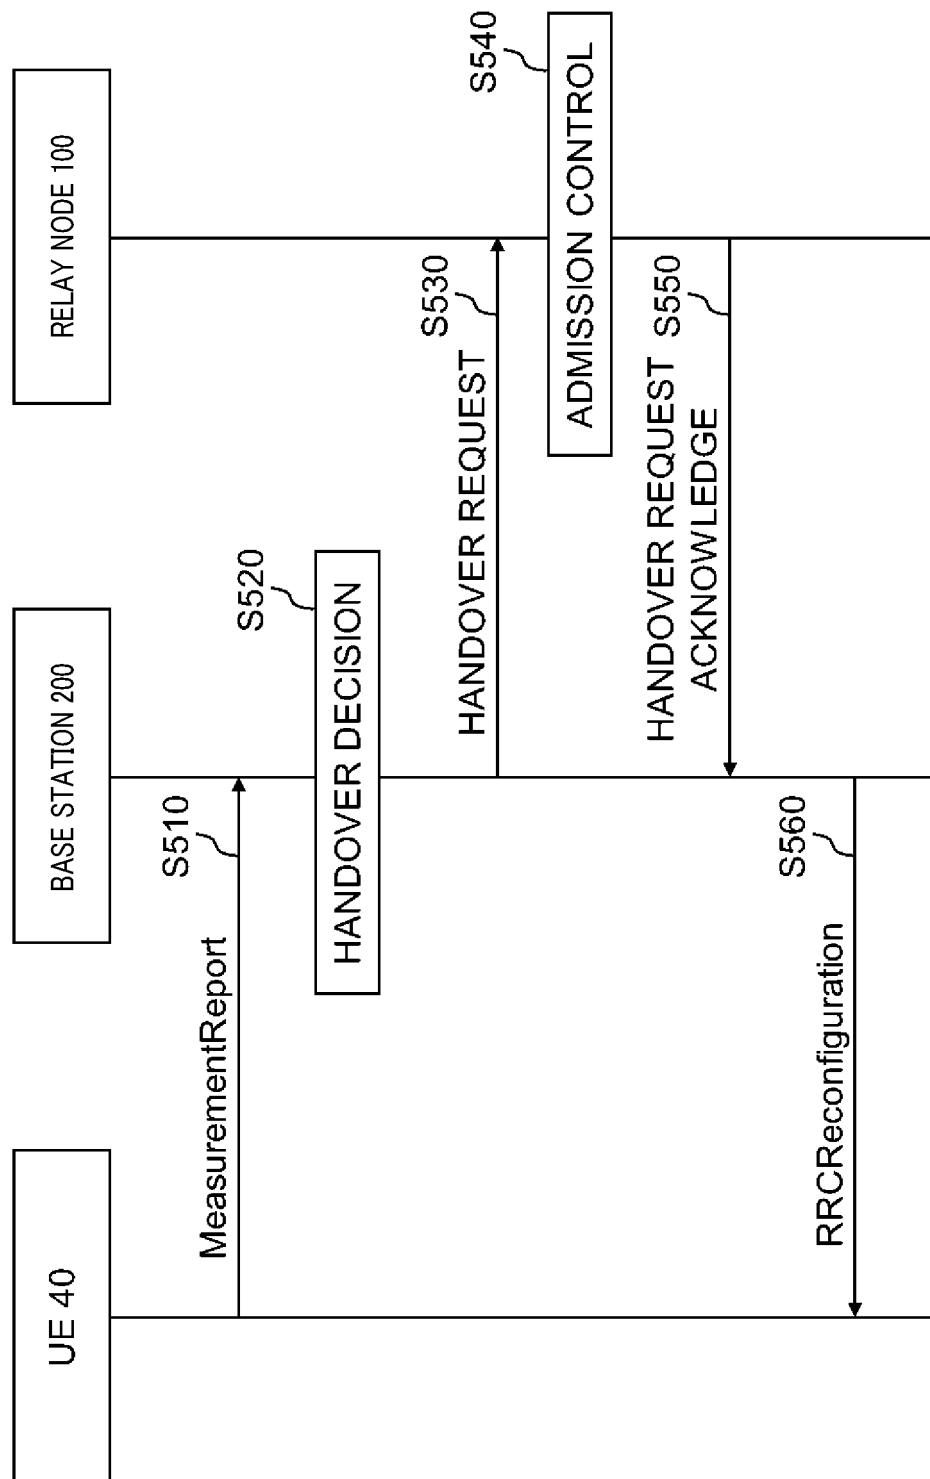 UE 40
BASE STATION 200
RELAY NODE 100
MeasurementReport
S510
HANDOVER DECISION
S520
HANDOVER REQUEST
S530
ADMISSION CONTROL
S540
HANDOVER REQUEST
ACKNOWLEDGE
S550
RRCReconfiguration
S560